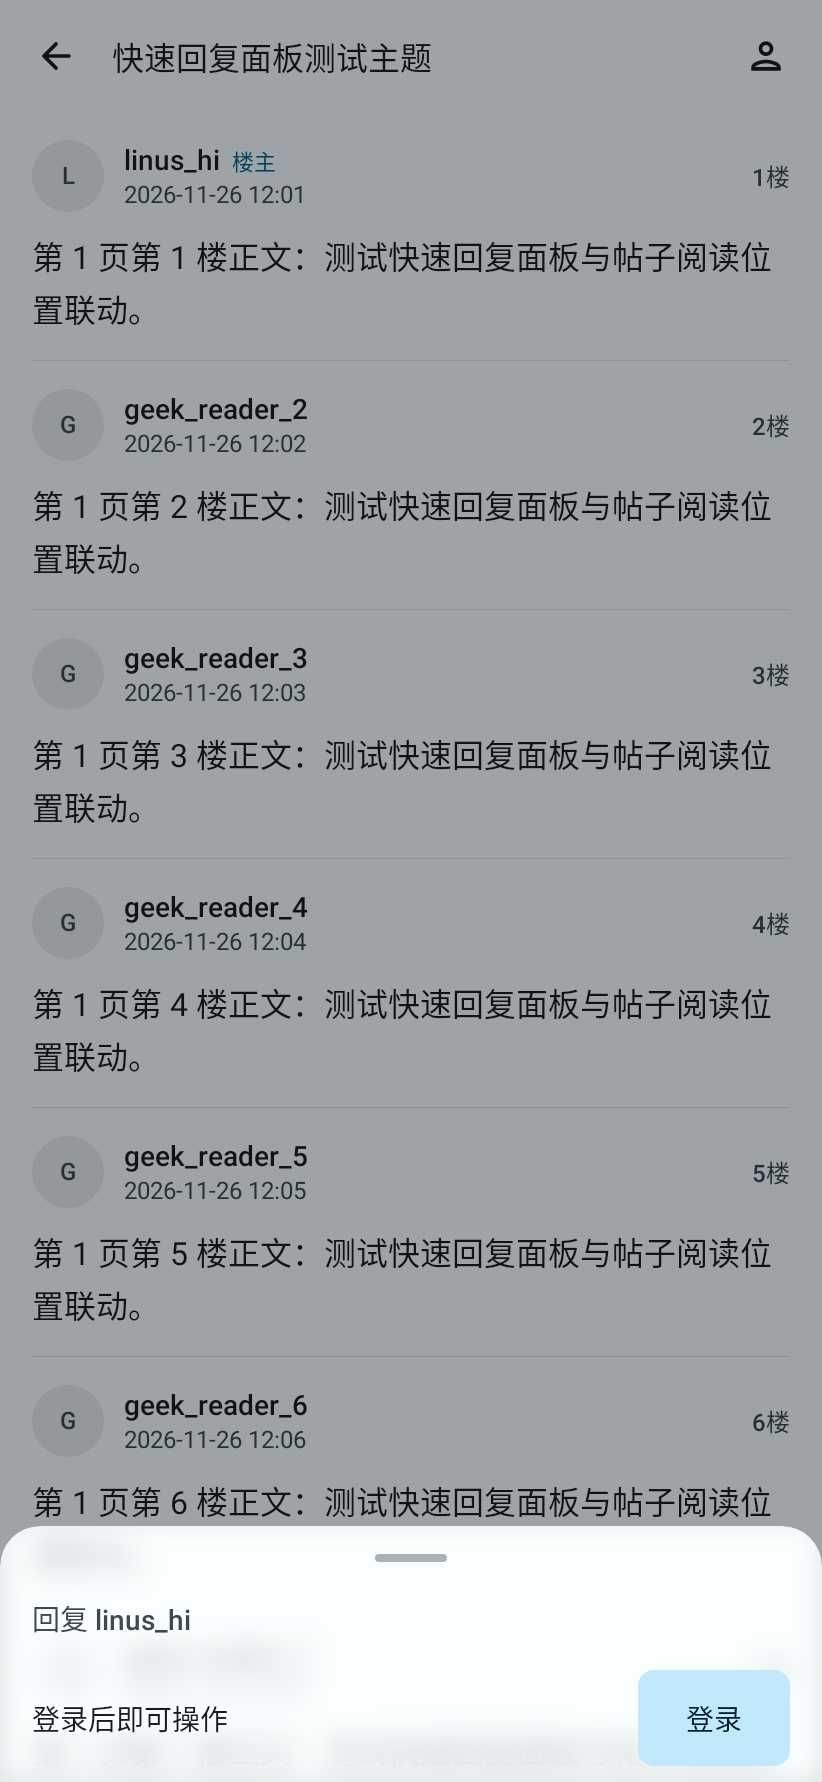 快速回复面板测试主题
L
linus_hi 楼主
2026-11-26 12:01
1楼
第 1 页第 1 楼正文：测试快速回复面板与帖子阅读位
置联动。
G
geek_reader_2
2026-11-26 12:02
2楼
第 1 页第 2 楼正文：测试快速回复面板与帖子阅读位
置联动。
G
geek_reader_3
2026-11-26 12:03
3楼
第 1 页第 3 楼正文：测试快速回复面板与帖子阅读位
置联动。
G
geek_reader_4
2026-11-26 12:04
4楼
第 1 页第 4 楼正文：测试快速回复面板与帖子阅读位
置联动。
G
geek_reader_5
2026-11-26 12:05
5楼
第 1 页第 5 楼正文：测试快速回复面板与帖子阅读位
置联动。
G
geek_reader_6
2026-11-26 12:06
6楼
第 1 页第 6 楼正文：测试快速回复面板与帖子阅读位
回复 linus_hi
登录后即可操作
登录